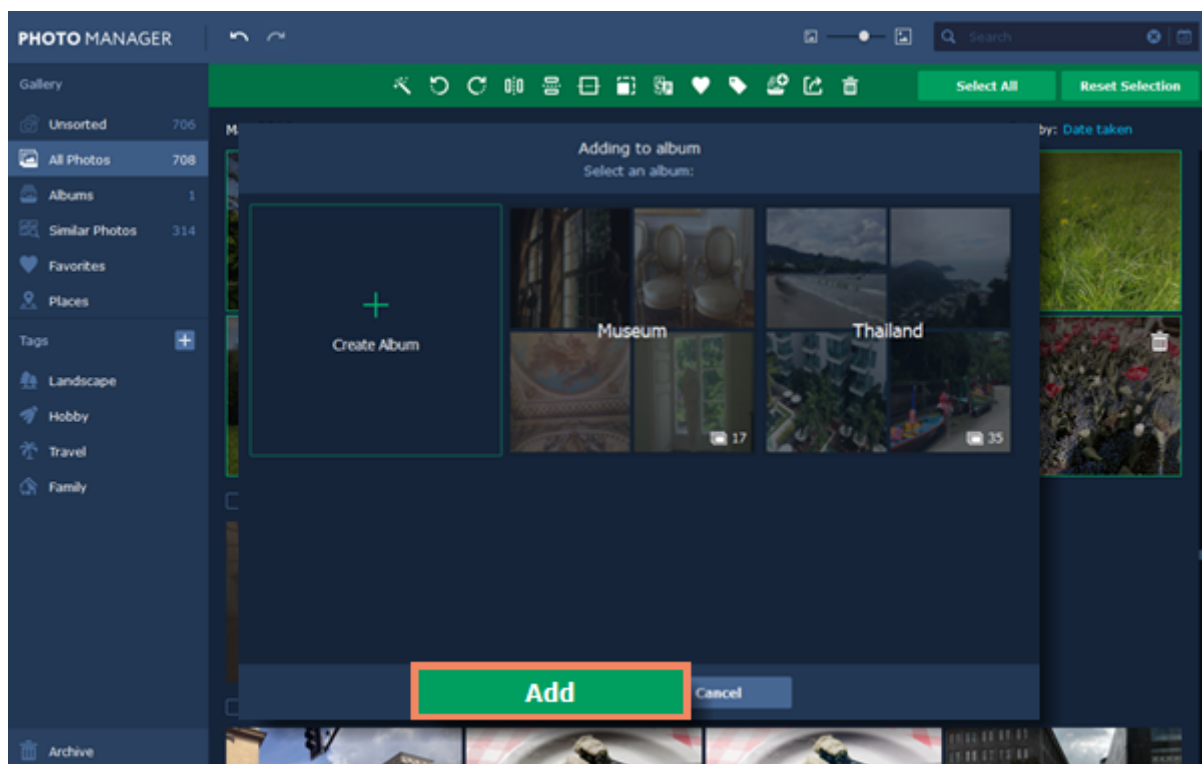 PHOTO MANAGER
Search
Gallery
Select All
Reset Selection
Unsorted 706
by: Date taken
All Photos 708
Adding to album
Select an album:
Albums 1
Similar Photos 314
Favorites
Places
Create Album
Museum
Thailand
Tags
Landscape
Hobby
17
35
Travel
Family
Add
Cancel
Archive